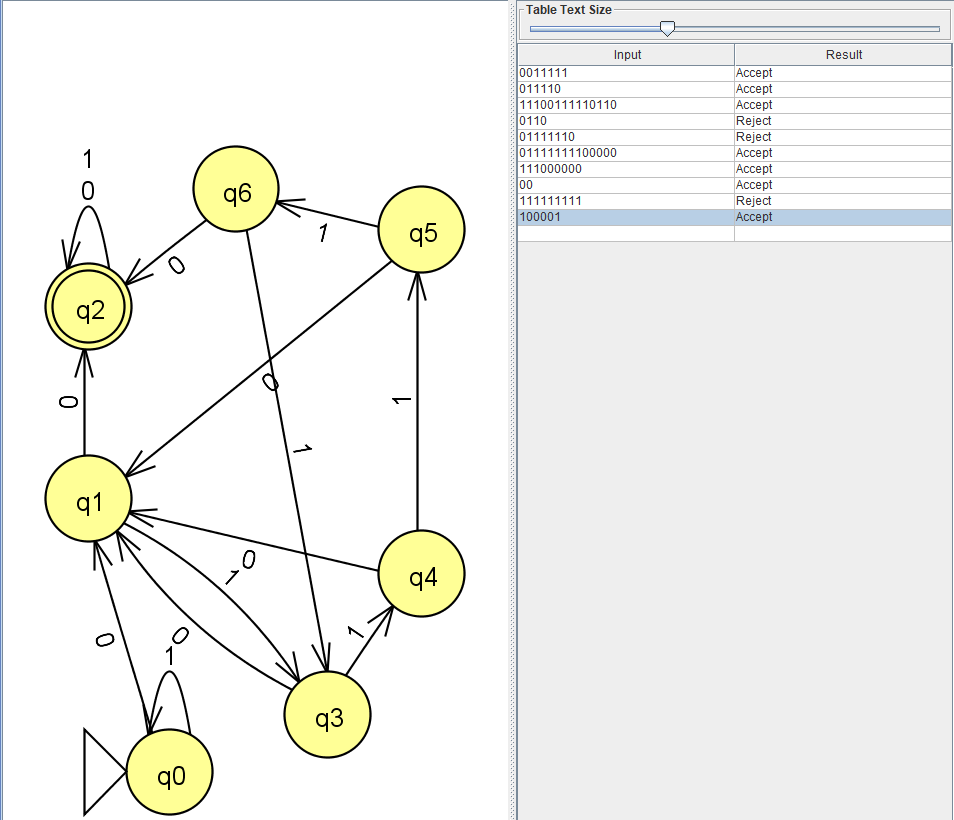 Table Text Size
Input Result
0011111 Accept
011110 Accept
11100111110110 Accept
0110 Reject
01111110 Reject
01111111100000 Accept
111000000 Accept
00 Accept
111111111 Reject
100001 Accept
1
0
q6
q5
1
0
q2
0
0
1
1
q1
0
1
q4
0
0
1
1
q3
q0